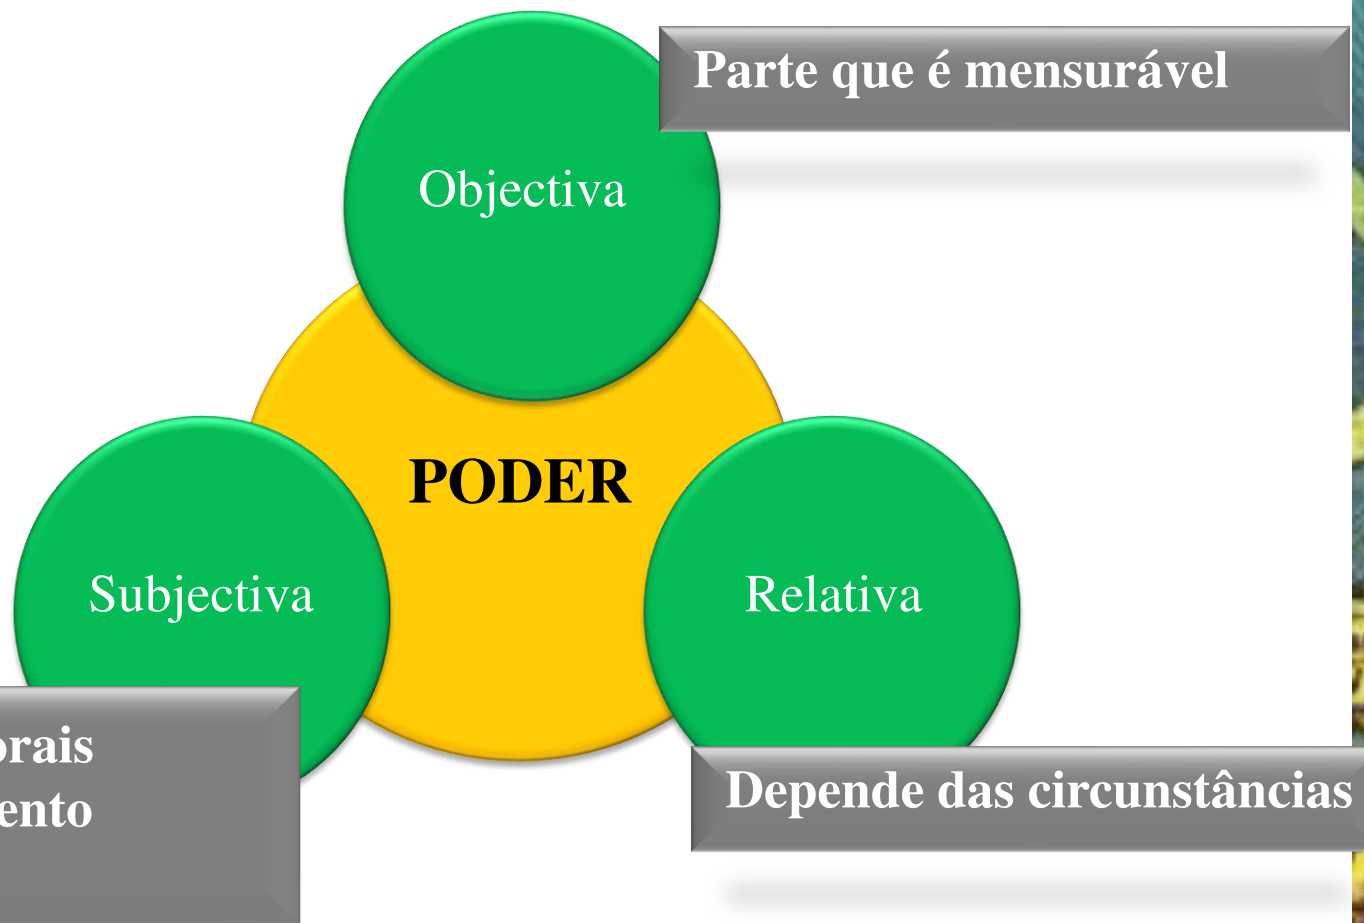 Parte que é mensurável
Objectiva
PODER
Subjectiva
Relativa
Depende das circunstâncias